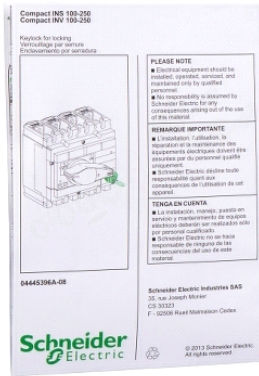 Compact INS 100-250
Compact INV 100-250
Keylock for locking
Verrouillage par serrure
Enclavamiento por serradura
04445396A-08
Schneider
Electric
PLEASE NOTE
■ Electrical equipment should be
installed, operated, serviced, and
maintained only by qualified
personnel.
■ No responsibility is assumed by
Schneider Electric for any
consequences arising out of the use
of this material.
REMARQUE IMPORTANTE
■ L'installation, l'utilisation, la
réparation et la maintenance des
équipements électriques doivent être
assurées par du personnel qualifié
uniquement.
■ Schneider Electric décline toute
responsabilité quant aux
conséquences de l'utilisation de cet
appareil.
TENGA EN CUENTA
■ La instalación, manejo, puesta en
servicio y mantenimiento de equipos
eléctricos deberán ser realizados sólo
por personal cualificado.
■ Schneider Electric no se hace
responsable de ninguna de las
consecuencias del uso de este
material.
Schneider Electric Industries SAS
35, rue Joseph Monier
CS 30323
F - 92506 Rueil Malmaison Cedex
© 2013 Schneider Electric
All rights reserved